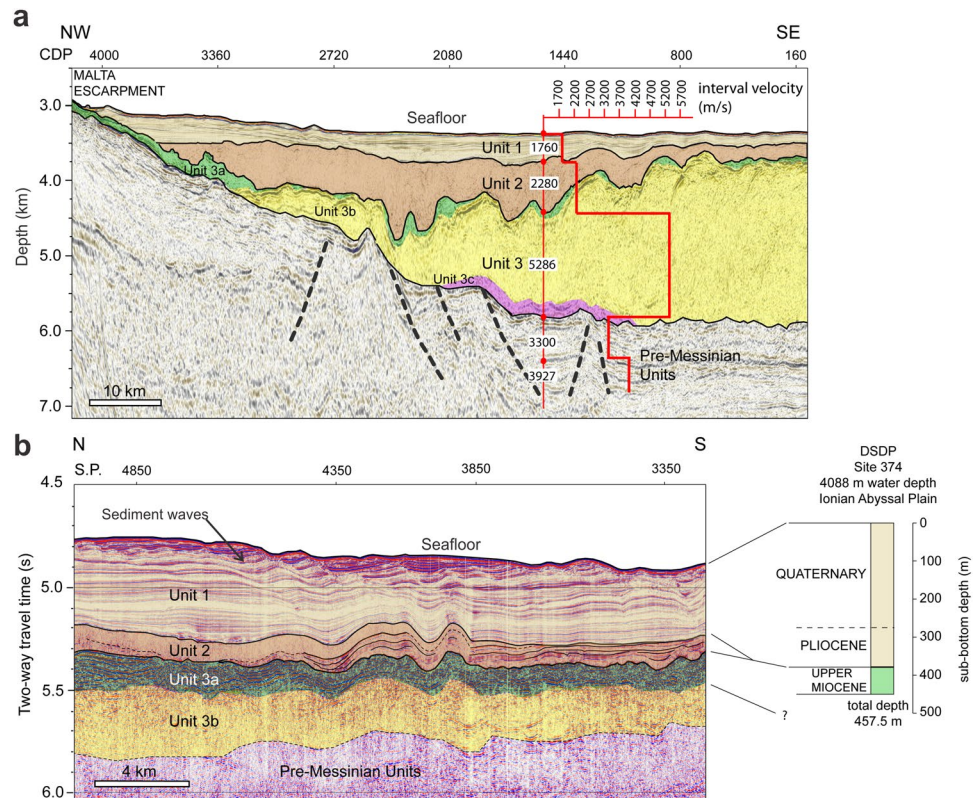 a
NW
SE
CDP
4000
3360
2720
2080
1440
800
160
MALTA
ESCARPMENT
1700
2200
2700
3200
3700
4200
4700
5200
5700
interval velocity
(m/s)
Seafloor
Depth (km)
3.0
4.0
5.0
6.0
7.0
Unit 1
1760
Unit 2
2280
Unit 3a
Unit 3b
Unit 3
5286
Unit 3c
3300
3927
Pre-Messinian
Units
10 km
b
N
S
S.P.
4850
4350
3850
3350
Two-way travel time (s)
4.5
5.0
5.5
6.0
Sediment waves
Seafloor
Unit 1
Unit 2
Unit 3a
Unit 3b
Pre-Messinian Units
4 km
DSDP
Site 374
4088 m water depth
Ionian Abyssal Plain
QUATERNARY
PLIOCENE
UPPER
MIOCENE
?
total depth
457.5 m
0
100
200
300
400
500
sub-bottom depth (m)